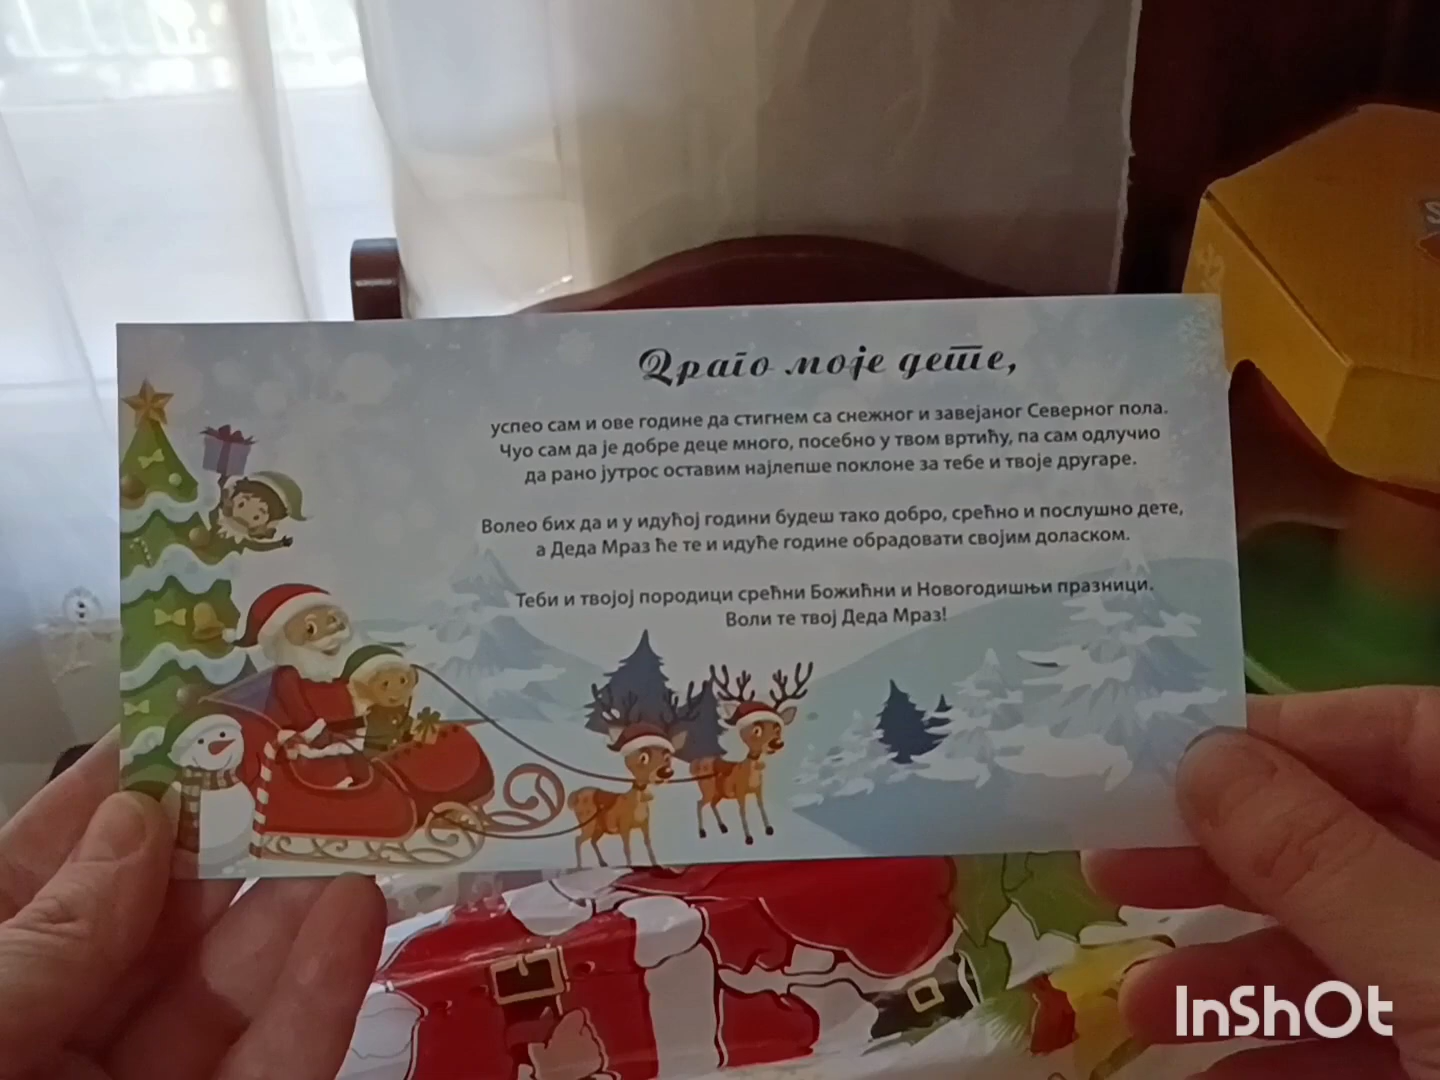 Драго моје дете,
успео сам и ове године да стигнем са снежног и завејаног Северног пола.
Чуо сам да је добре деце много, посебно у твом вртићу, па сам одлучио
да рано јутрос оставим најлепше поклоне за тебе и твоје другаре.
Волео бих да и у идућој години будеш тако добро, срећно и послушно дете,
а Деда Мраз ће те и идуће године обрадовати својим доласком.
Теби и твојој породици срећни Божићни и Новогодишњи празници.
Воли те твој Деда Мраз!
InShOt